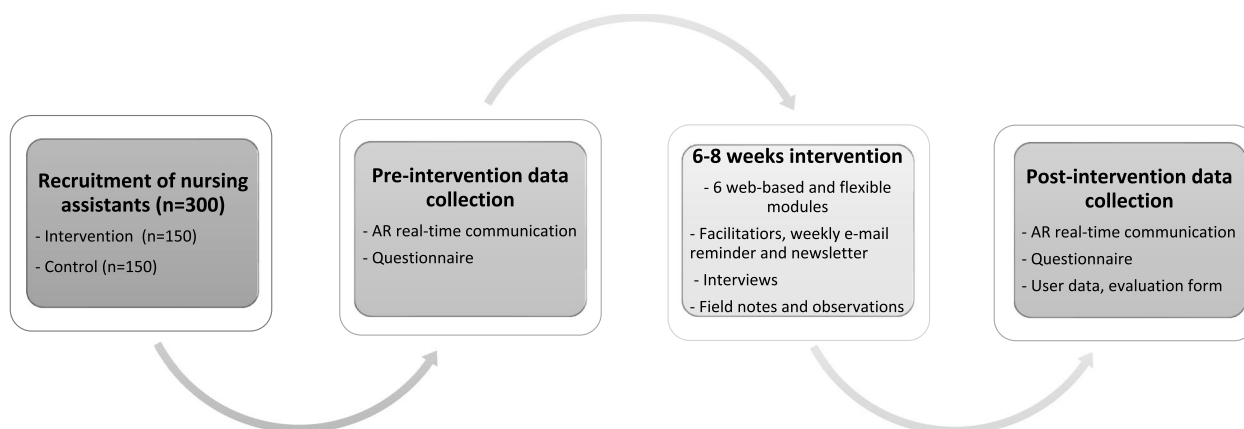 Recruitment of nursing
assistants (n=300)
- Intervention (n=150)
- Control (n=150)
Pre-intervention data
collection
- AR real-time communication
- Questionnaire
6-8 weeks intervention
- 6 web-based and flexible
modules
- Facilitatiors, weekly e-mail
reminder and newsletter
- Interviews
- Field notes and observations
Post-intervention data
collection
- AR real-time communication
- Questionnaire
- User data, evaluation form